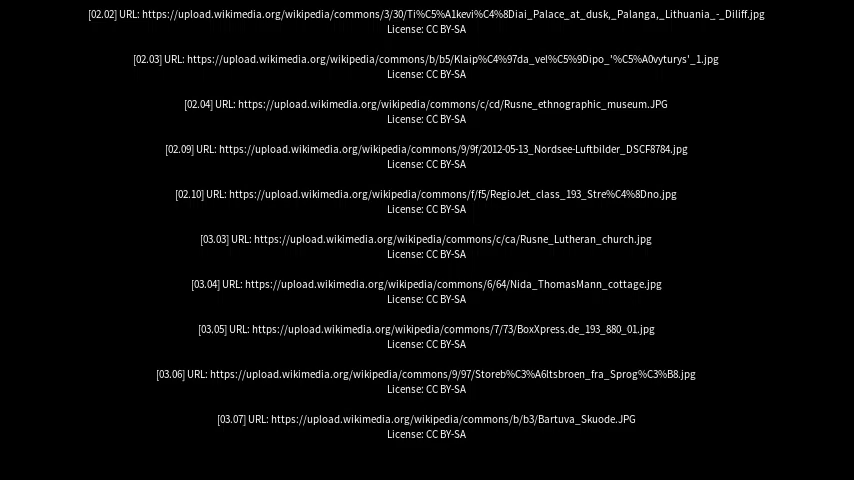 [02.02] URL: https://upload.wikimedia.org/wikipedia/commons/3/30/Ti%C5%A1kevi%C4%8Diai_Palace_at_dusk,_Palanga,_Lithuania_-_Diliff.jpg
License: CC BY-SA
[02.03] URL: https://upload.wikimedia.org/wikipedia/commons/b/b5/Klaip%C4%97da_vel%C5%9Dipo_'%C5%A0vyturys'_1.jpg
License: CC BY-SA
[02.04] URL: https://upload.wikimedia.org/wikipedia/commons/c/cd/Rusne_ethnographic_museum.JPG
License: CC BY-SA
[02.09] URL: https://upload.wikimedia.org/wikipedia/commons/9/9f/2012-05-13_Nordsee-Luftbilder_DSCF8784.jpg
License: CC BY-SA
[02.10] URL: https://upload.wikimedia.org/wikipedia/commons/f/f5/RegioJet_class_193_Stre%C4%8Dno.jpg
License: CC BY-SA
[03.03] URL: https://upload.wikimedia.org/wikipedia/commons/c/ca/Rusne_Lutheran_church.jpg
License: CC BY-SA
[03.04] URL: https://upload.wikimedia.org/wikipedia/commons/6/64/Nida_ThomasMann_cottage.jpg
License: CC BY-SA
[03.05] URL: https://upload.wikimedia.org/wikipedia/commons/7/73/BoxXpress.de_193_880_01.jpg
License: CC BY-SA
[03.06] URL: https://upload.wikimedia.org/wikipedia/commons/9/97/Storeb%C3%A6ltsbroen_fra_Sprog%C3%B8.jpg
License: CC BY-SA
[03.07] URL: https://upload.wikimedia.org/wikipedia/commons/b/b3/Bartuva_Skuode.JPG
License: CC BY-SA